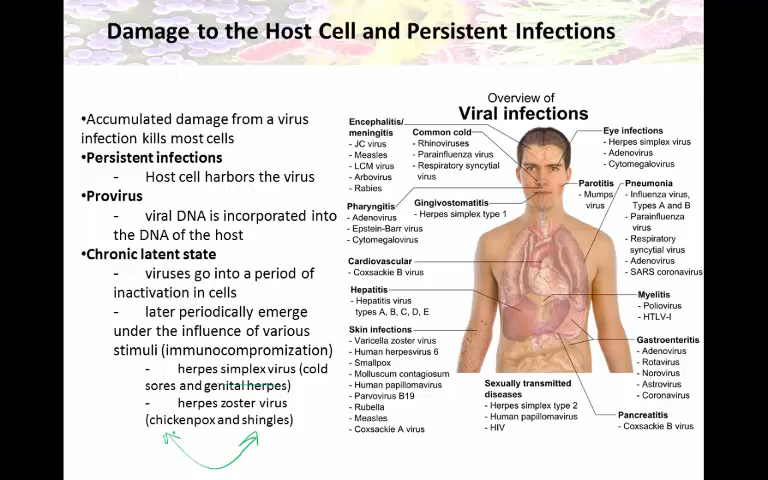 Damage to the Host Cell and Persistent Infections
•Accumulated damage from a virus
infection kills most cells
•Persistent infections
- Host cell harbors the virus
•Provirus
- viral DNA is incorporated into
the DNA of the host
•Chronic latent state
- viruses go into a period of
inactivation in cells
- later periodically emerge
under the influence of various
stimuli (immunocompromization)
- herpes simplex virus (cold
sores and genital herpes)
- herpes zoster virus
(chickenpox and shingles)
Overview of
Viral infections
Encephalitis/
meningitis
- JC virus
- Measles
- LCM virus
- Arbovirus
- Rabies
Common cold
- Rhinoviruses
- Parainfluenza virus
- Respiratory syncytial
virus
Eye infections
- Herpes simplex virus
- Adenovirus
- Cytomegalovirus
Pharyngitis
- Adenovirus
- Epstein-Barr virus
- Cytomegalovirus
Gingivostomatitis
- Herpes simplex type 1
Parotitis
- Mumps
virus
Pneumonia
- Influenza virus,
Types A and B
- Parainfluenza
virus
- Respiratory
syncytial virus
- Adenovirus
- SARS coronavirus
Cardiovascular
- Coxsackie B virus
Hepatitis
- Hepatitis virus
types A, B, C, D, E
Myelitis
- Poliovirus
- HTLV-I
Skin infections
- Varicella zoster virus
- Human herpesvirus 6
- Smallpox
- Molluscum contagiosum
- Human papillomavirus
- Parvovirus B19
- Rubella
- Measles
- Coxsackie A virus
Gastroenteritis
- Adenovirus
- Rotavirus
- Norovirus
- Astrovirus
- Coronavirus
Sexually transmitted
diseases
- Herpes simplex type 2
- Human papillomavirus
- HIV
Pancreatitis
- Coxsackie B virus